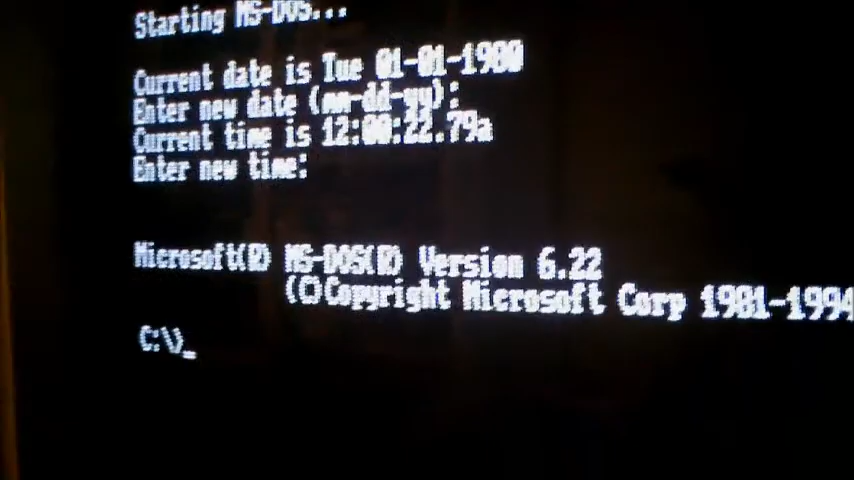 Starting MS-DOS...
Current date is Tue 01-01-1980
Enter new date (mm-dd-yy):
Current time is 12:00:22.79a
Enter new time:
Microsoft(R) MS-DOS(R) Version 6.22
(C)Copyright Microsoft Corp 1981-1994
C:\>_